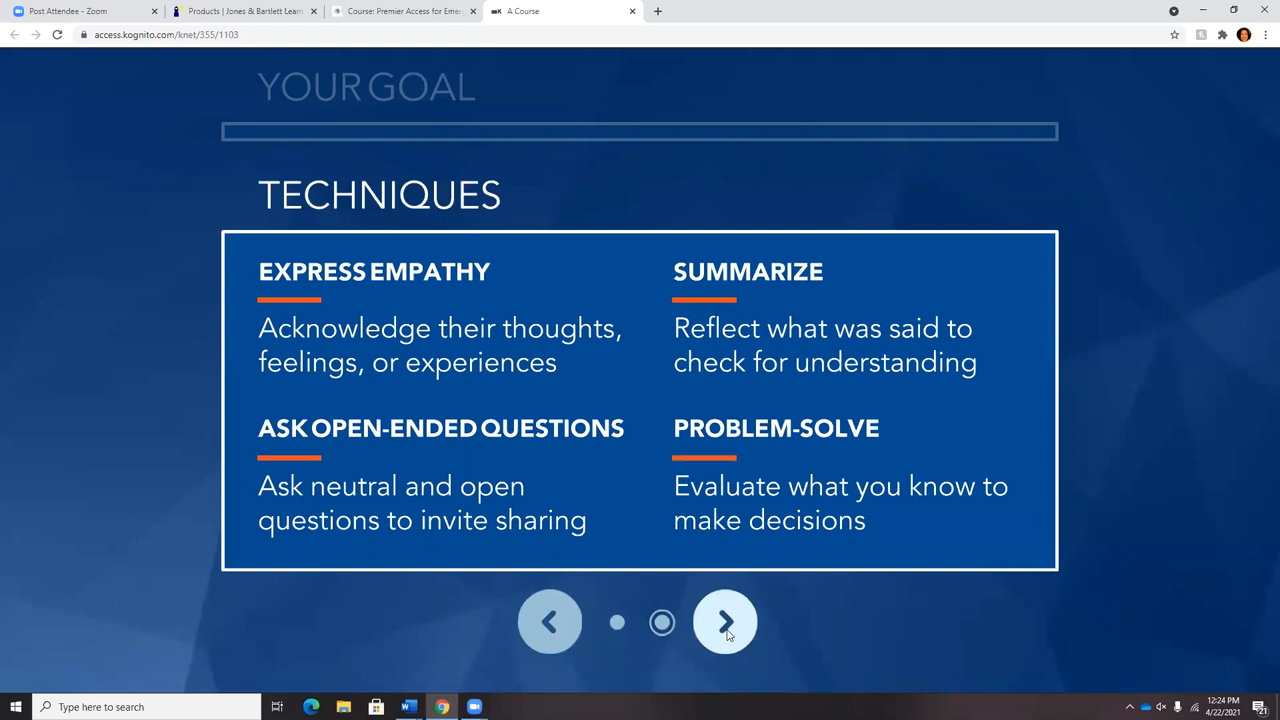 Post Attendee - Zoom
Products | Jones & Bartlett Learn
Course: Premier Access for Emer
A Course
access.kognito.com/knet/355/1103
YOUR GOAL
TECHNIQUES
EXPRESS EMPATHY
Acknowledge their thoughts,
feelings, or experiences
SUMMARIZE
Reflect what was said to
check for understanding
ASK OPEN-ENDED QUESTIONS
Ask neutral and open
questions to invite sharing
PROBLEM-SOLVE
Evaluate what you know to
make decisions
Type here to search
12:24 PM
4/22/2021
21